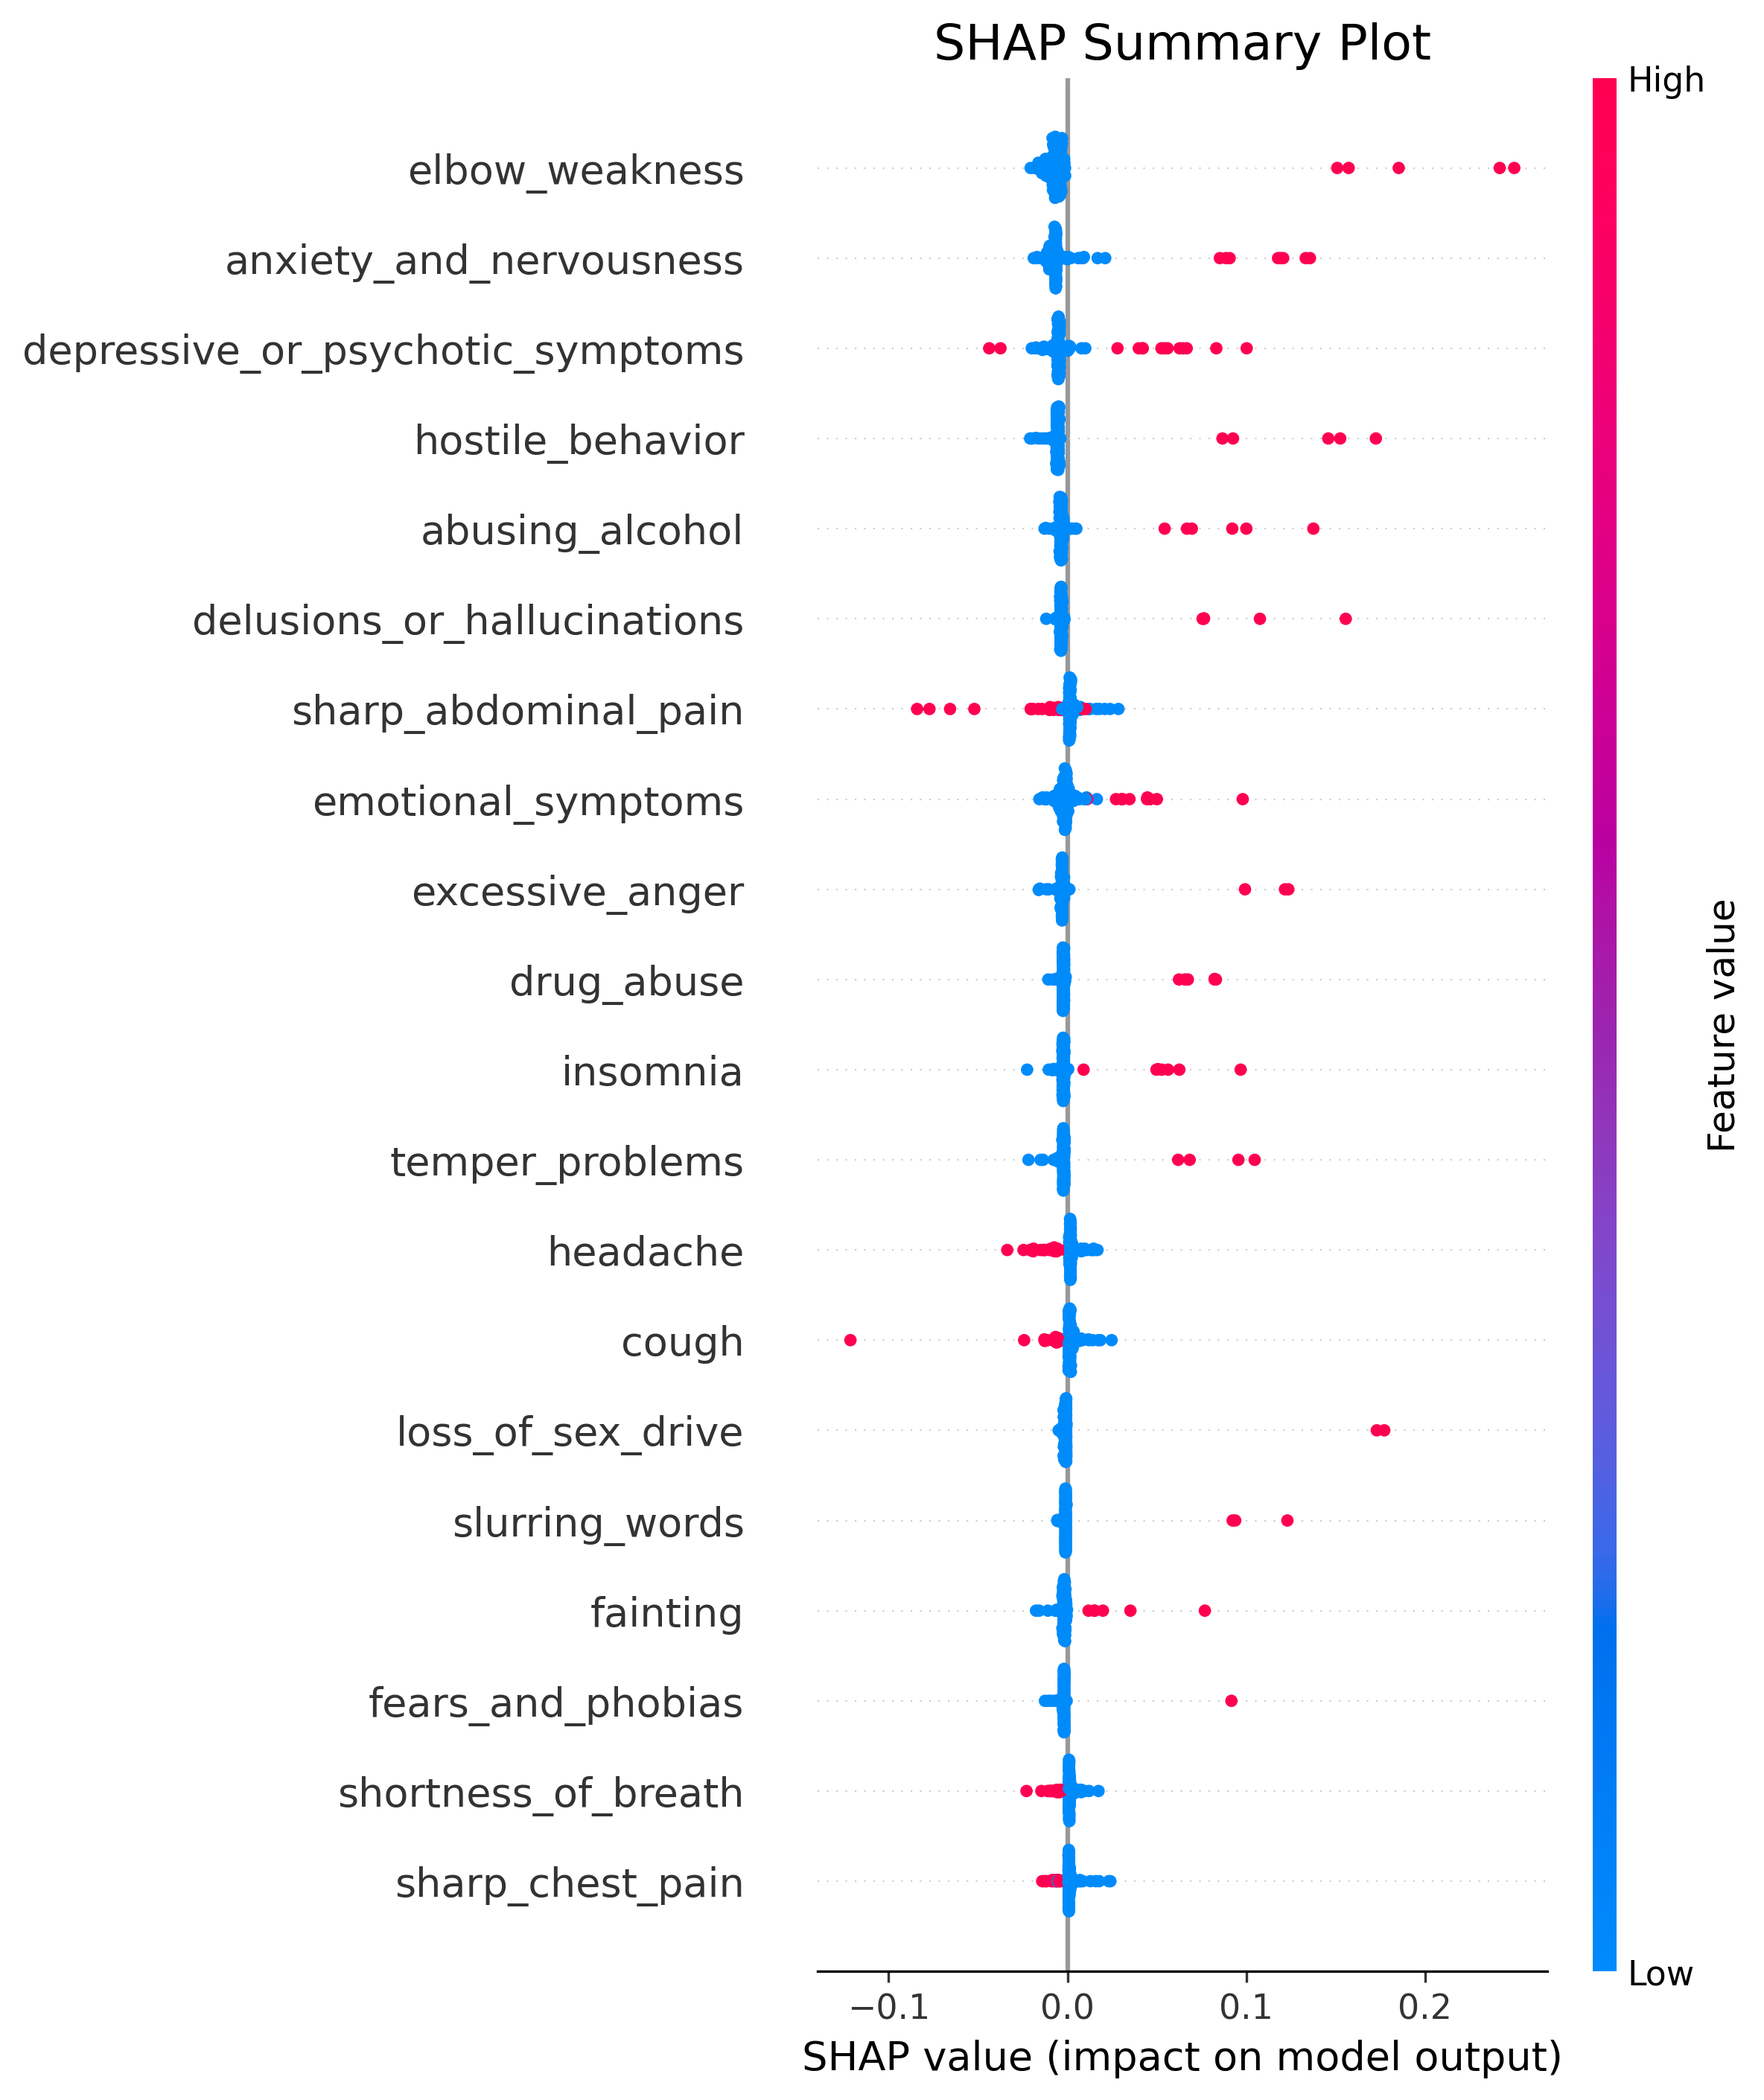 SHAP Summary Plot
High
elbow_weakness
anxiety_and_nervousness
depressive_or_psychotic_symptoms
hostile_behavior
abusing_alcohol
delusions_or_hallucinations
sharp_abdominal_pain
emotional_symptoms
excessive_anger
drug_abuse
insomnia
temper_problems
headache
cough
loss_of_sex_drive
slurring_words
fainting
fears_and_phobias
shortness_of_breath
sharp_chest_pain
Feature value
Low
−0.1 0.0 0.1 0.2
SHAP value (impact on model output)